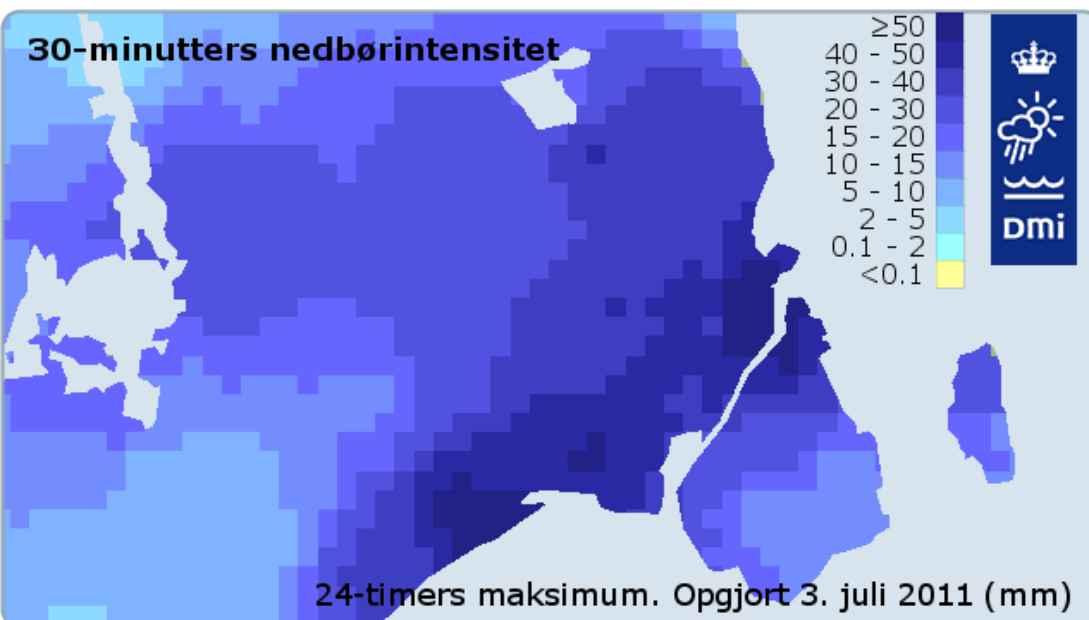 30-minutters nedbørintensitet
≥50
40 - 50
30 - 40
20 - 30
15 - 20
10 - 15
5 - 10
2 - 5
0.1 - 2
<0.1
DMi
24-timers maksimum. Opgjort 3. juli 2011 (mm)